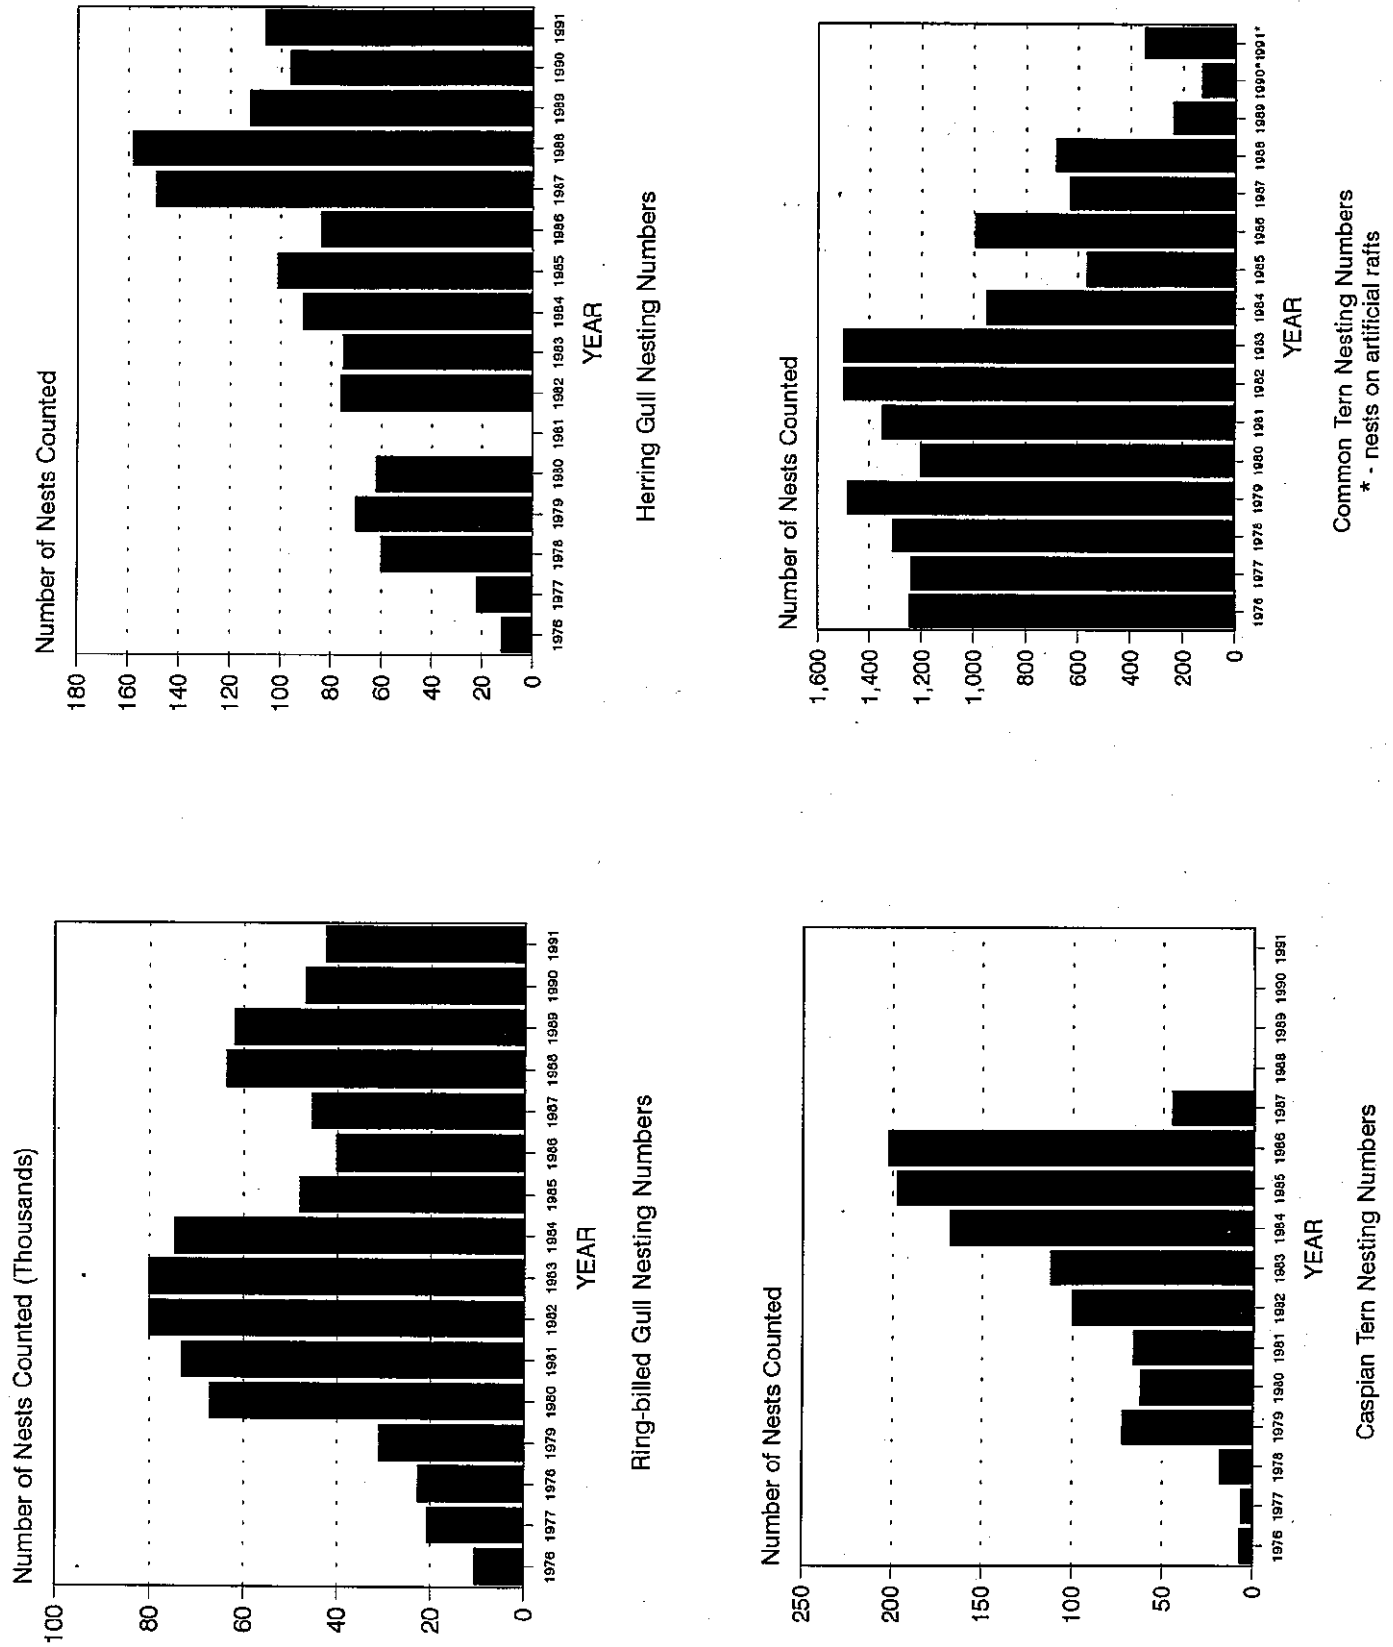 Number of Nests Counted (Thousands)
100
80
60
40
20
0
1976 1977 1978 1979 1980 1981 1982 1983 1984 1985 1986 1987 1988 1989 1990 1991
YEAR
Ring-billed Gull Nesting Numbers
Number of Nests Counted
180
160
140
120
100
80
60
40
20
0
1976 1977 1978 1979 1980 1981 1982 1983 1984 1985 1986 1987 1988 1989 1990 1991
YEAR
Herring Gull Nesting Numbers
Number of Nests Counted
250
200
150
100
50
0
1976 1977 1978 1979 1980 1981 1982 1983 1984 1985 1986 1987 1988 1989 1990 1991
YEAR
Caspian Tern Nesting Numbers
Number of Nests Counted
1,600
1,400
1,200
1,000
800
600
400
200
0
1976 1977 1978 1979 1980 1981 1982 1983 1984 1985 1986 1987 1988 1989 1990* 1991*
YEAR
Common Tern Nesting Numbers
* - nests on artificial rafts